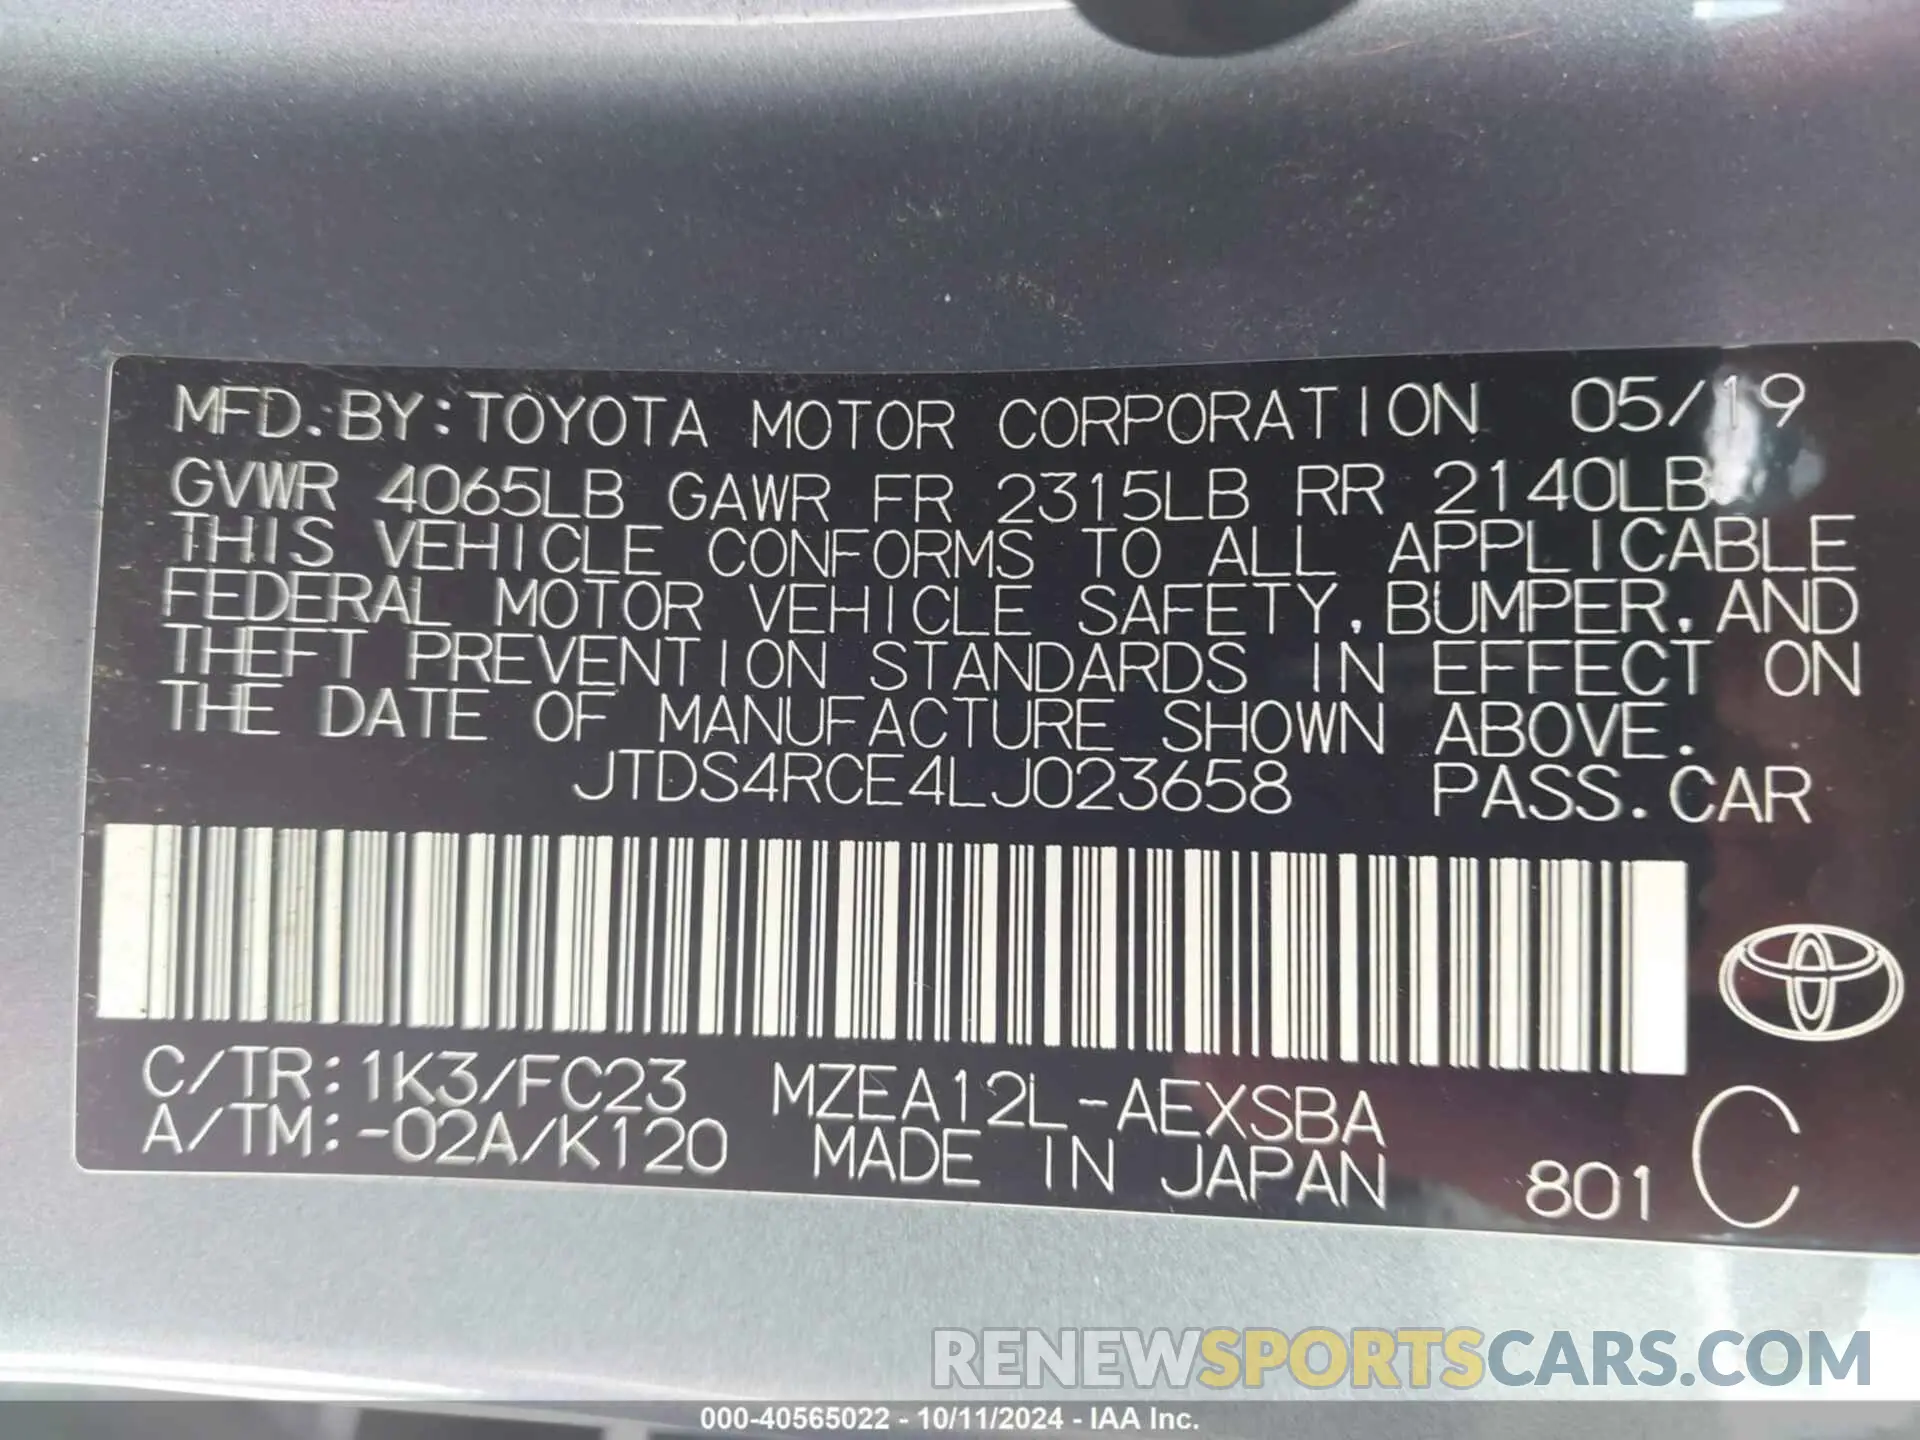 MFD. BY: TOYOTA MOTOR CORPORATION 05/19
GVWR 4065LB GAWR FR 2315LB RR 2140LB
THIS VEHICLE CONFORMS TO ALL APPLICABLE
FEDERAL MOTOR VEHICLE SAFETY, BUMPER, AND
THEFT PREVENTION STANDARDS IN EFFECT ON
THE DATE OF MANUFACTURE SHOWN ABOVE.
JTDS4RCE4LJ023658 PASS. CAR
C/TR: 1K3/FC23 MZEA12L-AEXSBA
A/TM: -02A/K120 MADE IN JAPAN 801 C
RENEWSPORTSCARS.COM
000-40565022 - 10/11/2024 - IAA Inc.